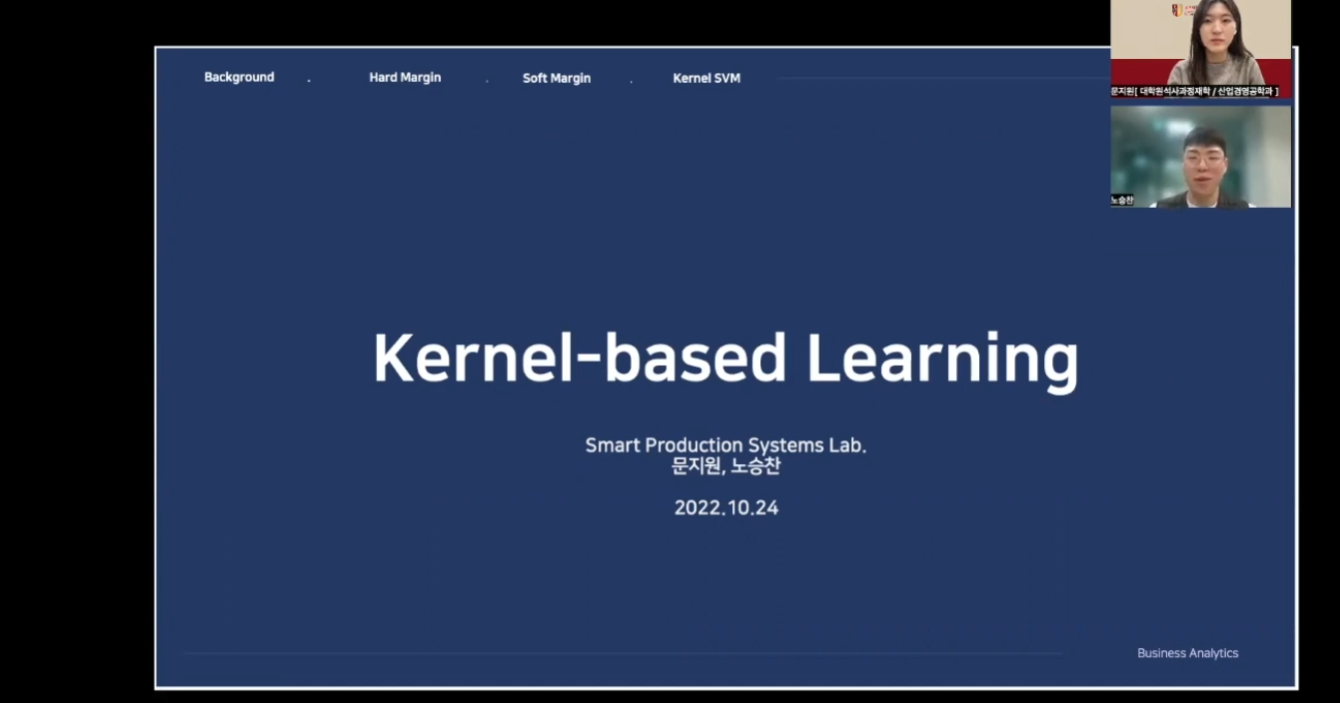 Background . Hard Margin . Soft Margin . Kernel SVM
문지원[ 대학원석사과정재학 / 산업경영공학과 ]
노승찬
Kernel-based Learning
Smart Production Systems Lab.
문지원, 노승찬
2022.10.24
Business Analytics